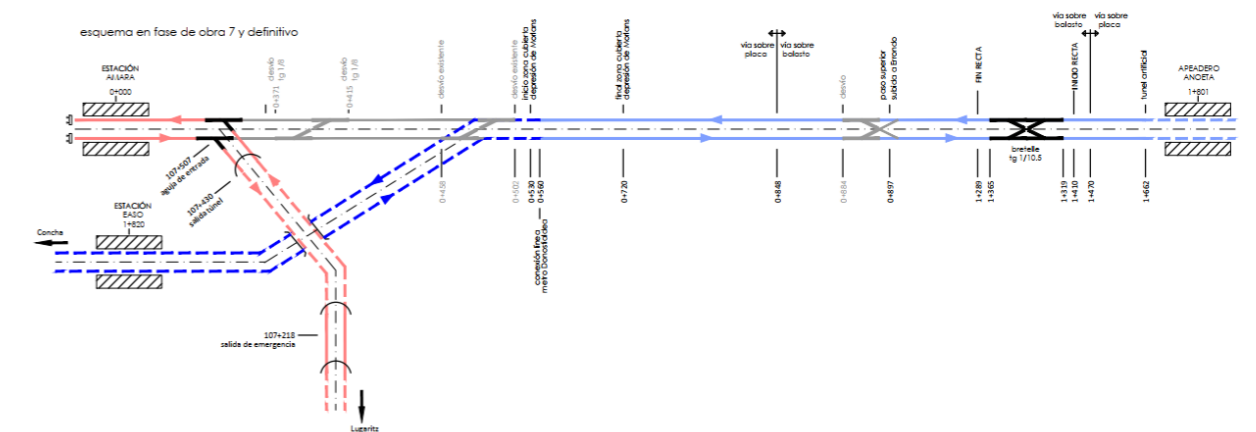 esquema en fase de obra 7 y definitivo
ESTACIÓN
AMARA
0+000
desvío
0+371 tg 1/8
desvío
0+415 tg 1/8
desvío existente
desvío existente
inicio zona cubierta
depresión de Morlans
final zona cubierta
depresión de Morlans
vía sobre
placa
vía sobre
balasto
desvío
paso superior
subida a Errondo
FIN RECTA
INICIO RECTA
vía sobre
balasto
vía sobre
placa
tunel artificial
APEADERO
ANOETA
1+801
bretelle
tg 1/10,5
107+507
aguja de entrada
107+430
salida túnel
0+458
0+502
0+530
0+560
0+720
0+848
0+884
0+897
1+289
1+365
1+319
1+410
1+470
1+662
conexión línea
metro Donostialdea
ESTACIÓN
EASO
1+820
Concha
107+218
salida de emergencia
Lugaritz